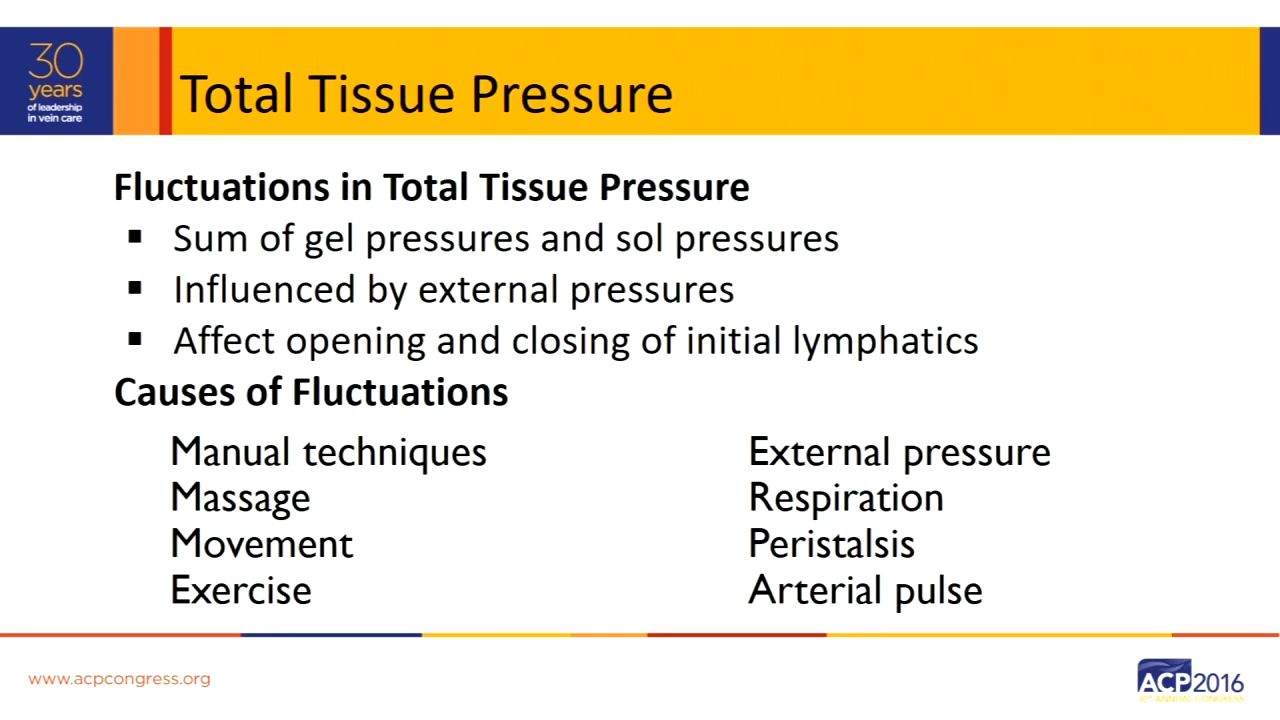 30
years
of leadership
in vein care
Total Tissue Pressure
Fluctuations in Total Tissue Pressure
▪ Sum of gel pressures and sol pressures
▪ Influenced by external pressures
▪ Affect opening and closing of initial lymphatics
Causes of Fluctuations
Manual techniques
Massage
Movement
Exercise
External pressure
Respiration
Peristalsis
Arterial pulse
www.acpcongress.org
ACP2016
ANNUAL CONGRESS